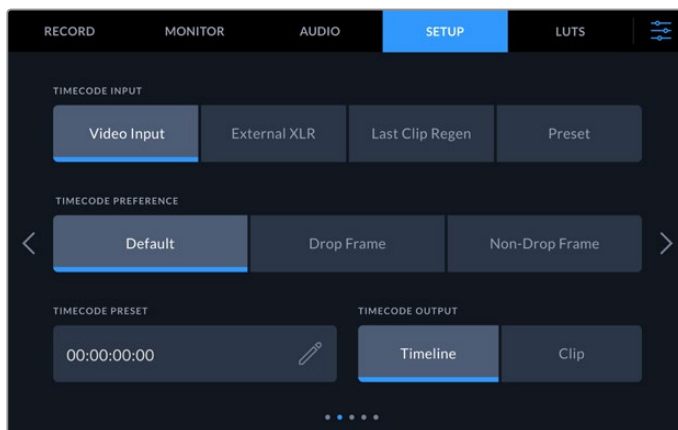 RECORD MONITOR AUDIO SETUP LUTS
TIMECODE INPUT
Video Input External XLR Last Clip Regen Preset
TIMECODE PREFERENCE
Default Drop Frame Non-Drop Frame
TIMECODE PRESET TIMECODE OUTPUT
00:00:00:00 Timeline Clip